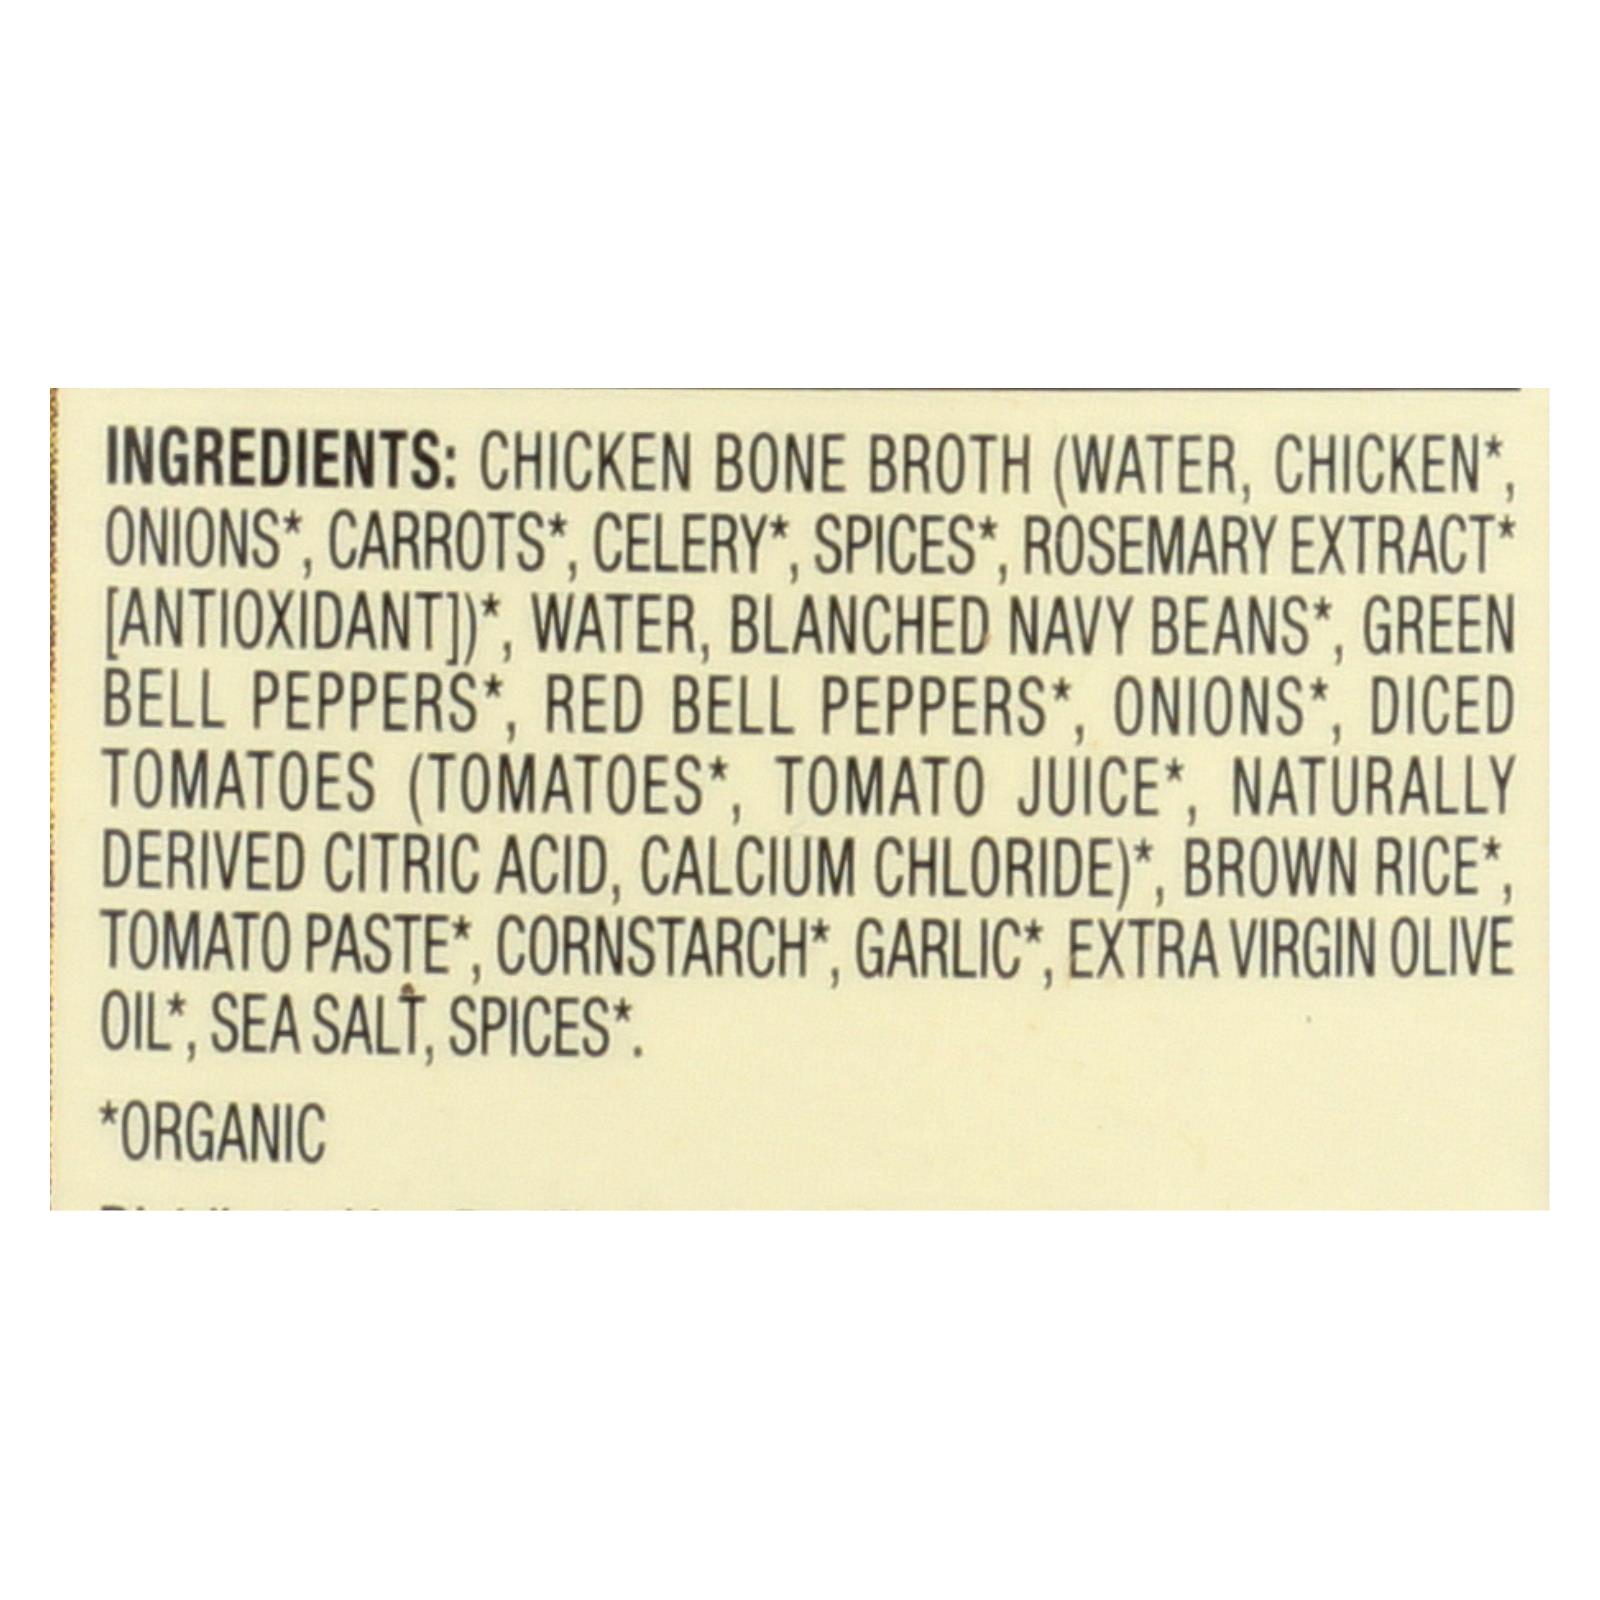 INGREDIENTS: CHICKEN BONE BROTH (WATER, CHICKEN*,
ONIONS*, CARROTS*, CELERY*, SPICES*, ROSEMARY EXTRACT*
[ANTIOXIDANT])*, WATER, BLANCHED NAVY BEANS*, GREEN
BELL PEPPERS*, RED BELL PEPPERS*, ONIONS*, DICED
TOMATOES (TOMATOES*, TOMATO JUICE*, NATURALLY
DERIVED CITRIC ACID, CALCIUM CHLORIDE)*, BROWN RICE*,
TOMATO PASTE*, CORNSTARCH*, GARLIC*, EXTRA VIRGIN OLIVE
OIL*, SEA SALT, SPICES*.
*ORGANIC